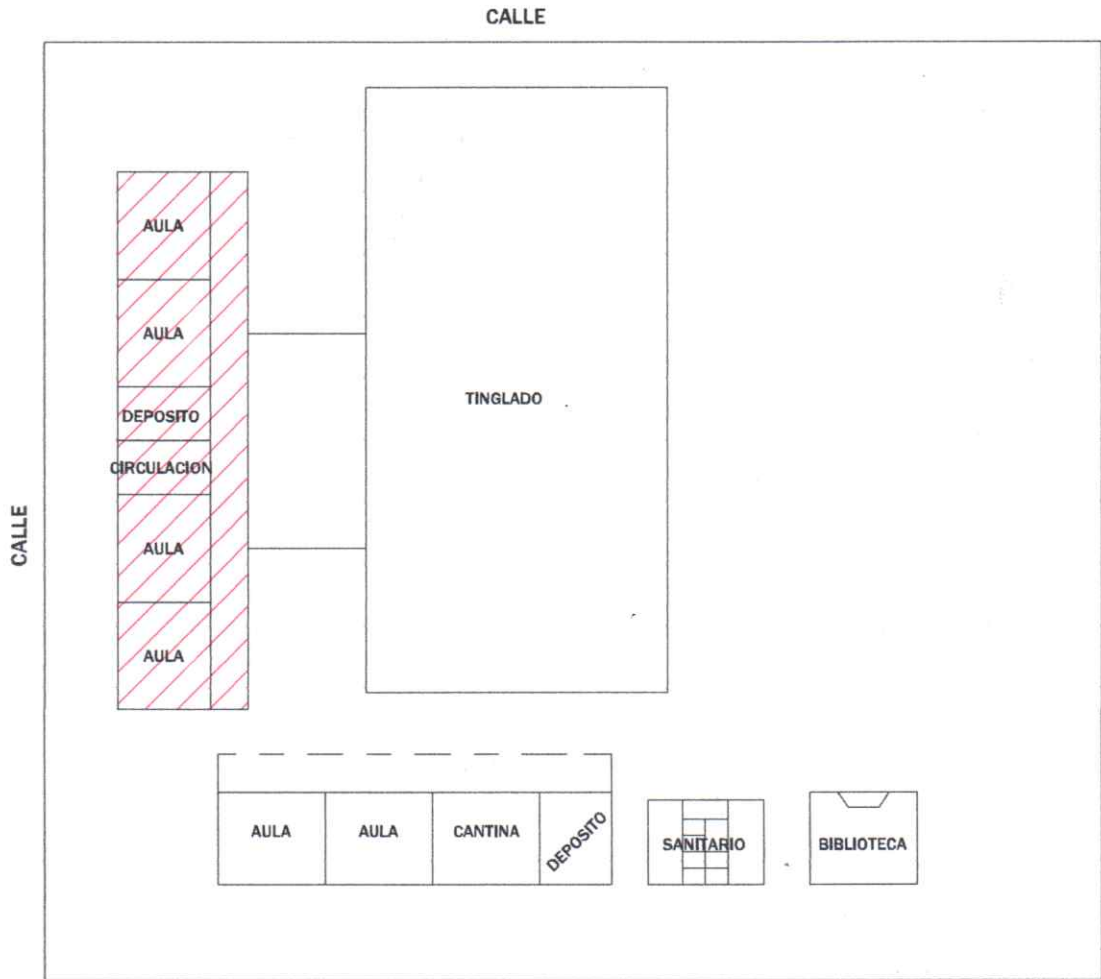 CALLE
AULA
AULA
DEPOSITO
CIRCULACION
AULA
AULA
CALLE
TINGLADO
AULA
AULA
CANTINA
DEPOSITO
SANITARIO
BIBLIOTECA